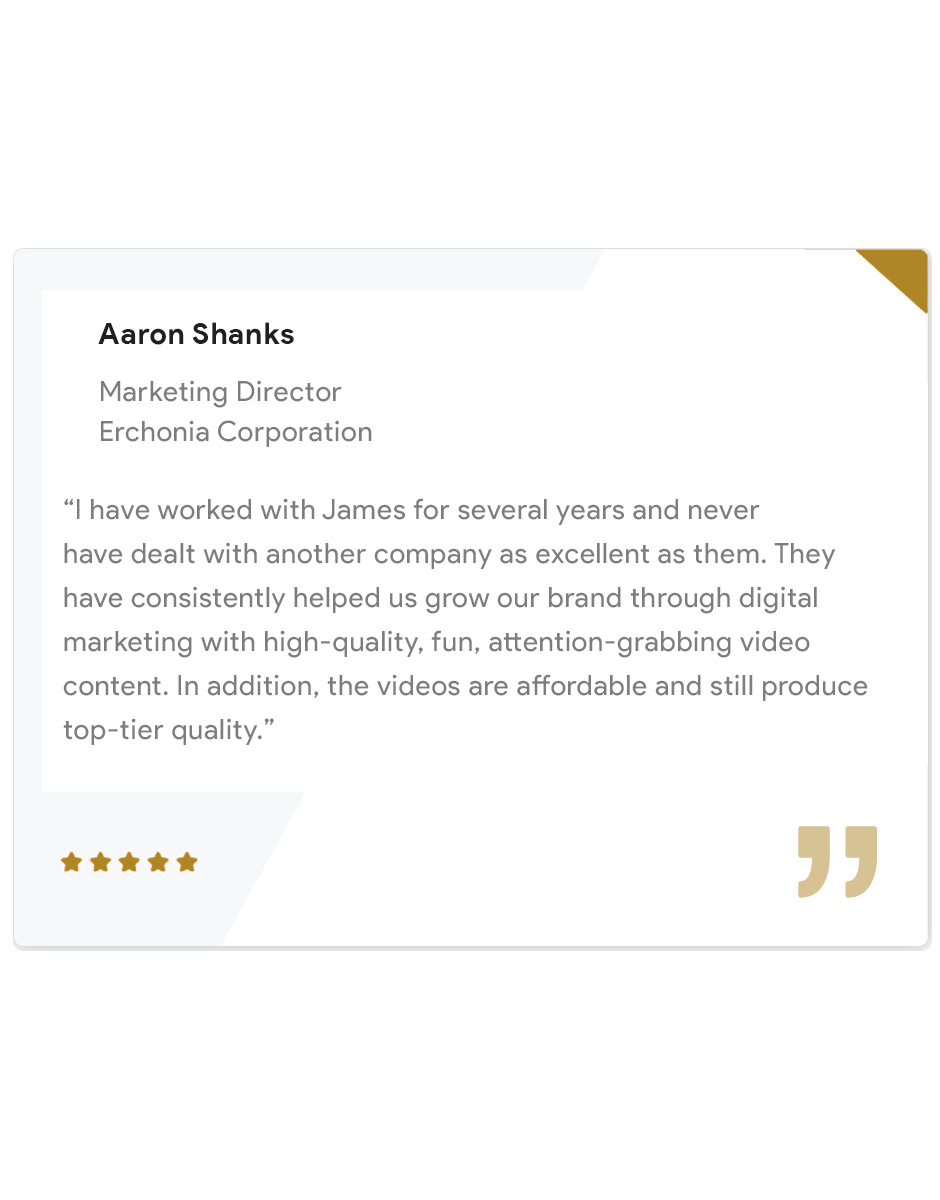 Aaron Shanks
Marketing Director
Erchonia Corporation
“I have worked with James for several years and never
have dealt with another company as excellent as them. They
have consistently helped us grow our brand through digital
marketing with high-quality, fun, attention-grabbing video
content. In addition, the videos are affordable and still produce
top-tier quality.”